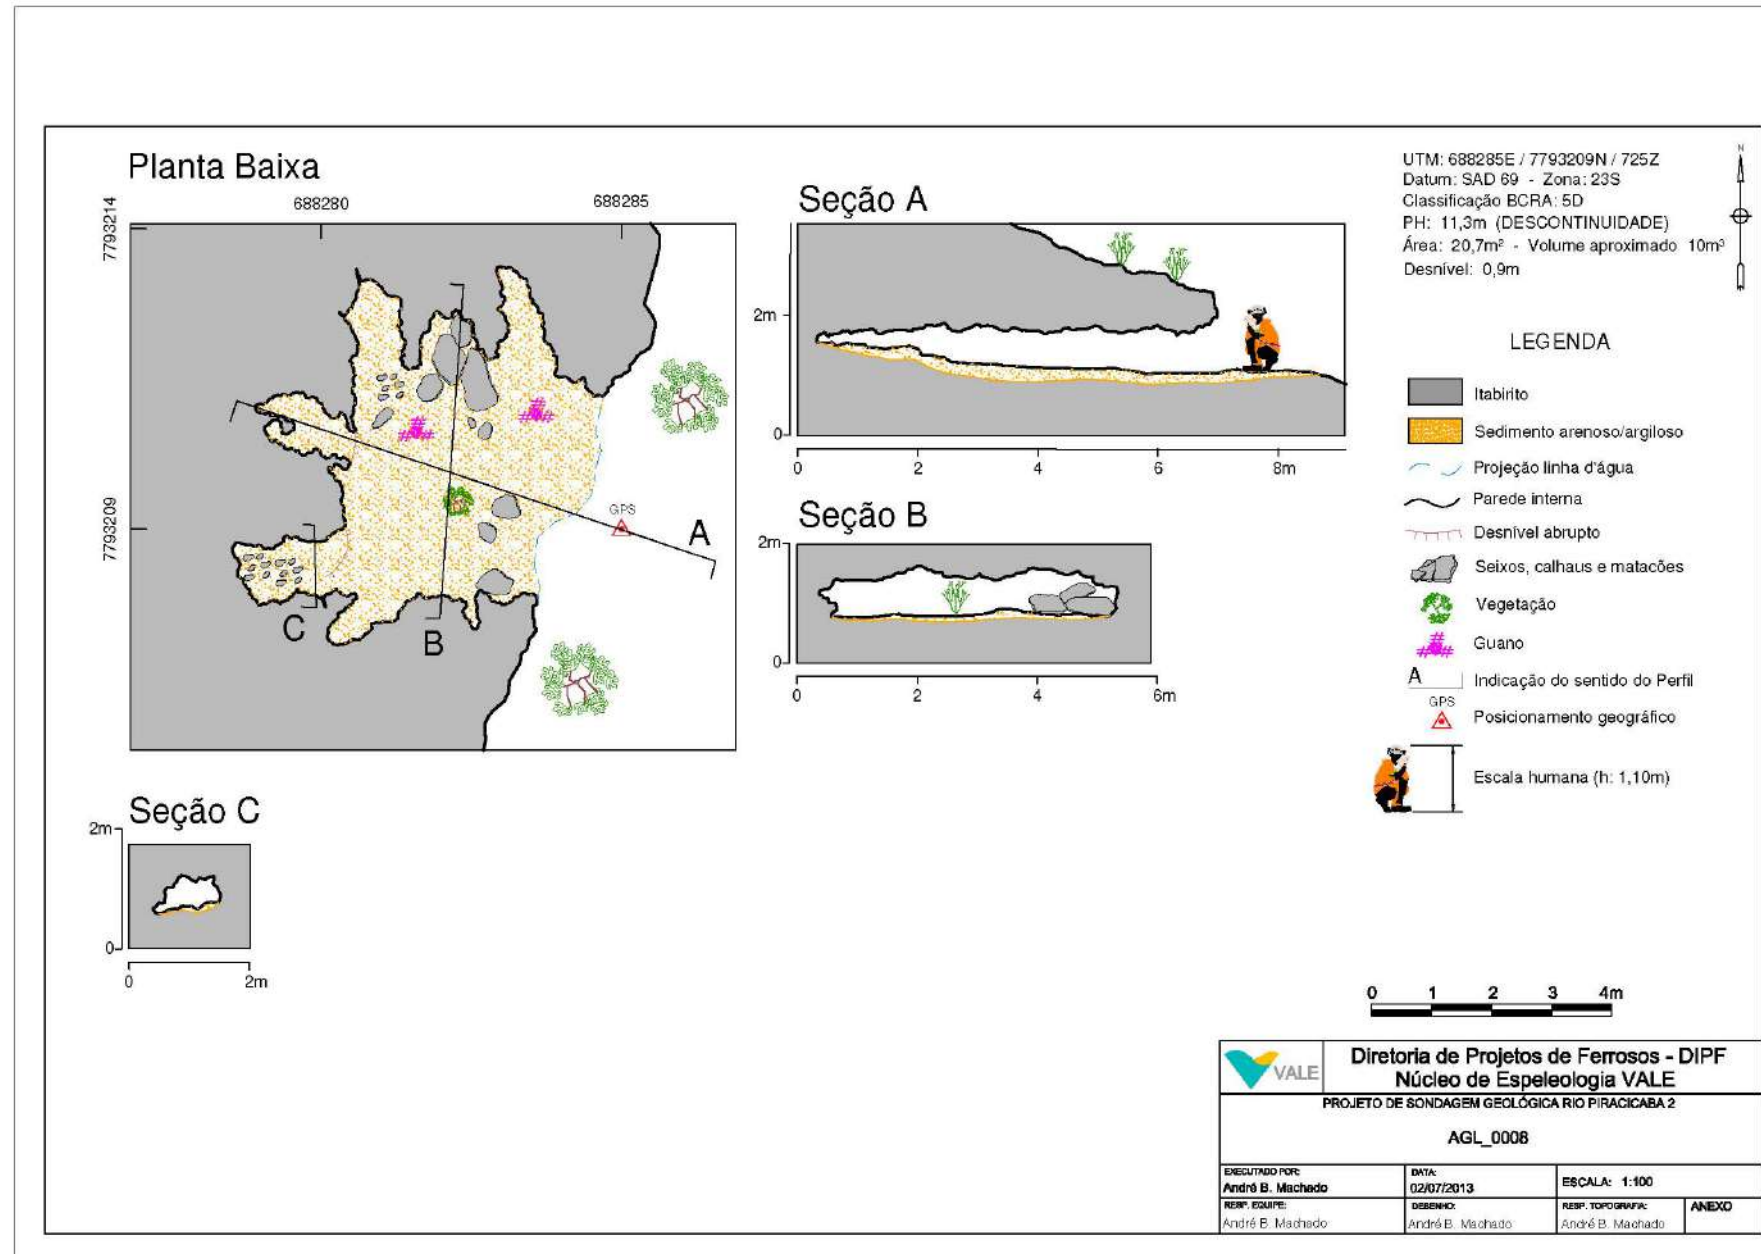 Planta Baixa
688280
688285
7793214
7793209
GPS
A
B
C
Seção A
2m
0
0
2
4
6
8m
Seção B
2m
0
0
2
4
6m
Seção C
2m
0
0
2m
UTM: 688285E / 7793209N / 725Z
Datum: SAD 69 - Zona: 23S
Classificação BCRA: 5D
PH: 11,3m (DESCONTINUIDADE)
Área: 20,7m² - Volume aproximado 10m³
Desnível: 0,9m
N
LEGENDA
Itabirito
Sedimento arenoso/argiloso
Projeção linha d'água
Parede interna
Desnível abrupto
Seixos, calhaus e matacões
Vegetação
Guano
A
Indicação do sentido do Perfil
GPS
Posicionamento geográfico
Escala humana (h: 1,10m)
0 1 2 3 4m
VALE
Diretoria de Projetos de Ferrosos - DIPF
Núcleo de Espeleologia VALE
PROJETO DE SONDAGEM GEOLÓGICA RIO PIRACICABA 2
AGL_0008
EXECUTADO POR:
André B. Machado
DATA:
02/07/2013
ESCALA: 1:100
RESP. EQUIPE:
André B. Machado
DESENHO:
André B. Machado
RESP. TOPOGRAFIA:
André B. Machado
ANEXO